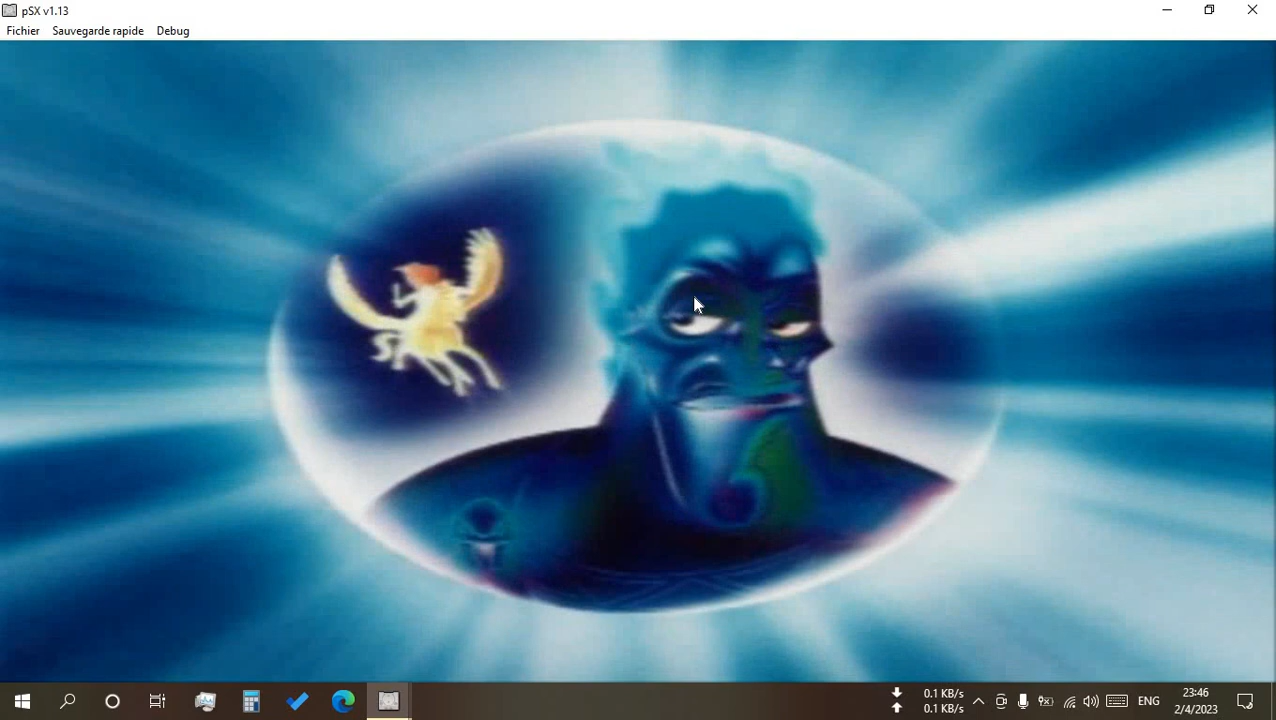 pSX v1.13
Fichier Sauvegarde rapide Debug
0.1 KB/s
0.1 KB/s
ENG
23:46
2/4/2023